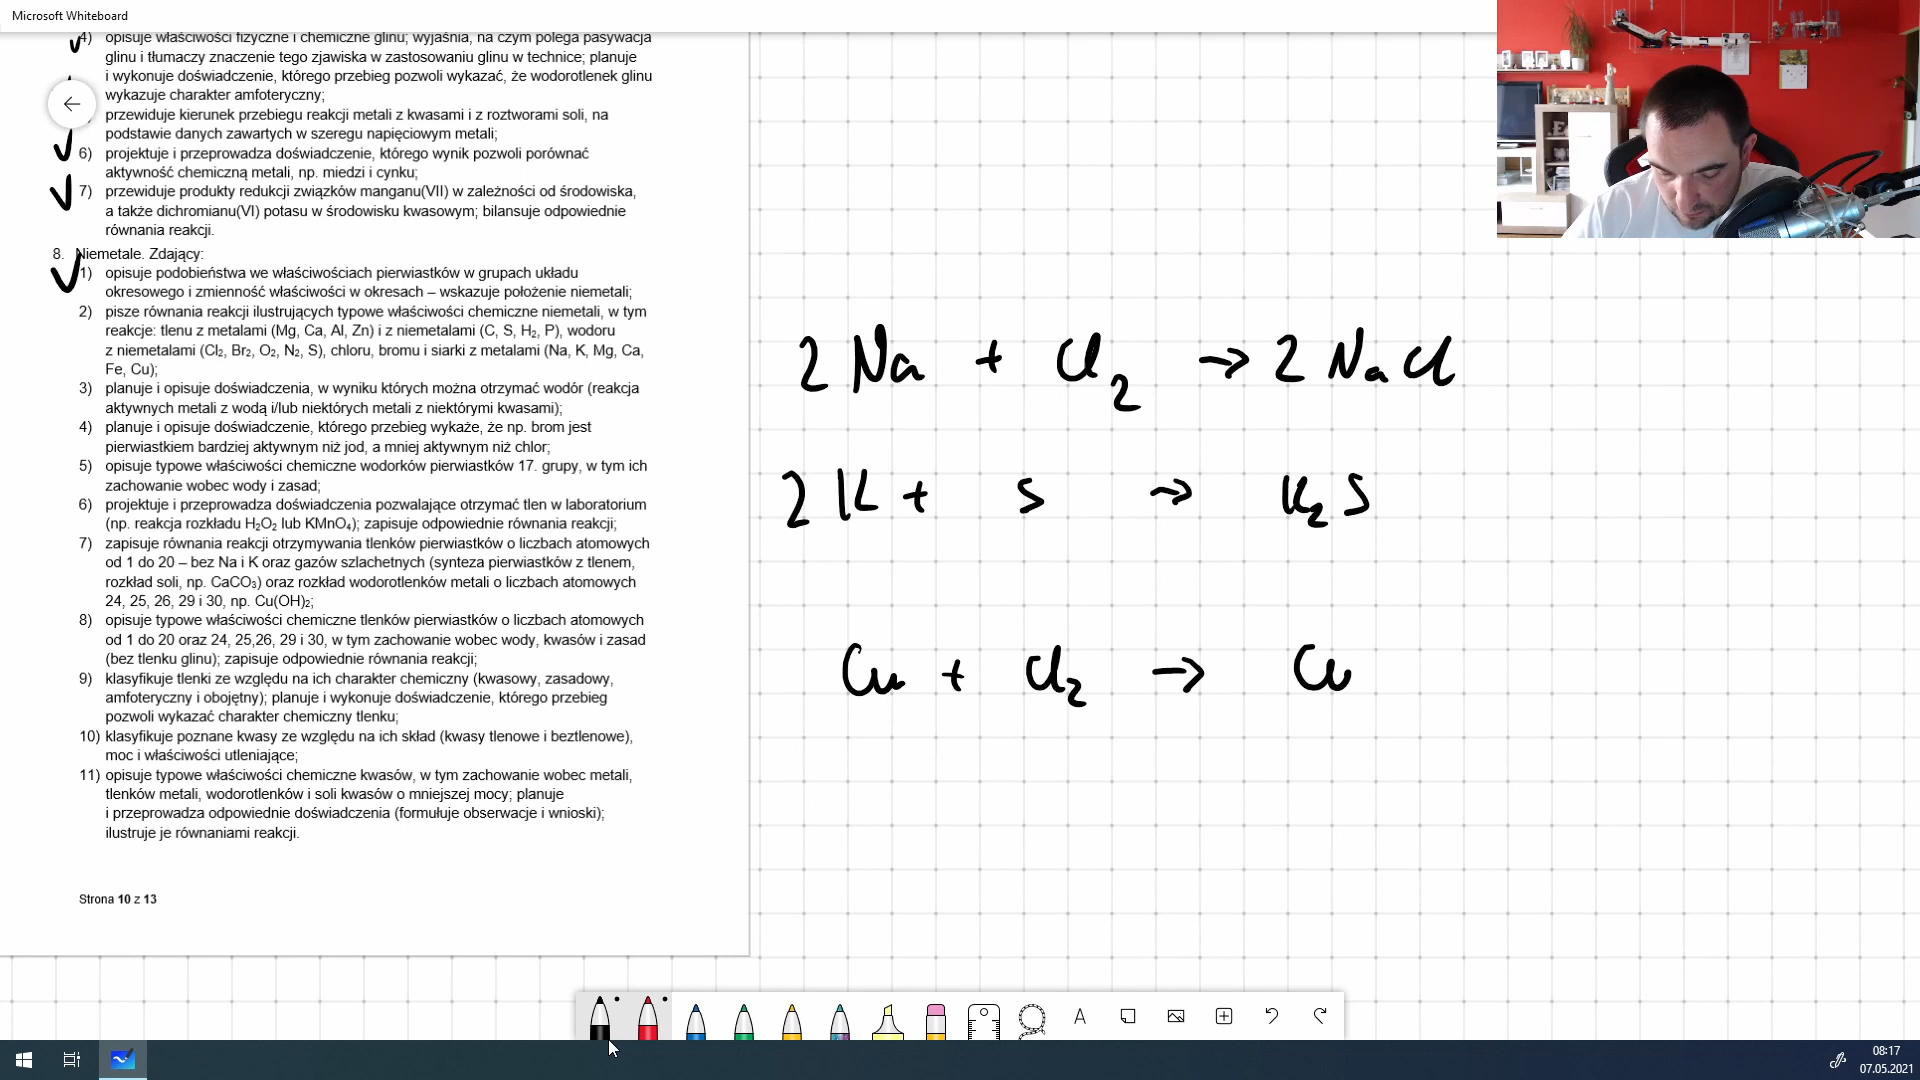 Microsoft Whiteboard
4) opisuje właściwości fizyczne i chemiczne glinu; wyjaśnia, na czym polega pasywacja
glinu i tłumaczy znaczenie tego zjawiska w zastosowaniu glinu w technice; planuje
i wykonuje doświadczenie, którego przebieg pozwoli wykazać, że wodorotlenek glinu
wykazuje charakter amfoteryczny;
przewiduje kierunek przebiegu reakcji metali z kwasami i z roztworami soli, na
podstawie danych zawartych w szeregu napięciowym metali;
6) projektuje i przeprowadza doświadczenie, którego wynik pozwoli porównać
aktywność chemiczną metali, np. miedzi i cynku;
7) przewiduje produkty redukcji związków manganu(VII) w zależności od środowiska,
a także dichromianu(VI) potasu w środowisku kwasowym; bilansuje odpowiednie
równania reakcji.
8. Niemetale. Zdający:
1) opisuje podobieństwa we właściwościach pierwiastków w grupach układu
okresowego i zmienność właściwości w okresach – wskazuje położenie niemetali;
2) pisze równania reakcji ilustrujących typowe właściwości chemiczne niemetali, w tym
reakcje: tlenu z metalami (Mg, Ca, Al, Zn) i z niemetalami (C, S, H₂, P), wodoru
z niemetalami (Cl₂, Br₂, O₂, N₂, S), chloru, bromu i siarki z metalami (Na, K, Mg, Ca,
Fe, Cu);
3) planuje i opisuje doświadczenia, w wyniku których można otrzymać wodór (reakcja
aktywnych metali z wodą i/lub niektórych metali z niektórymi kwasami);
4) planuje i opisuje doświadczenie, którego przebieg wykaże, że np. brom jest
pierwiastkiem bardziej aktywnym niż jod, a mniej aktywnym niż chlor;
5) opisuje typowe właściwości chemiczne wodorków pierwiastków 17. grupy, w tym ich
zachowanie wobec wody i zasad;
6) projektuje i przeprowadza doświadczenia pozwalające otrzymać tlen w laboratorium
(np. reakcja rozkładu H₂O₂ lub KMnO₄); zapisuje odpowiednie równania reakcji;
7) zapisuje równania reakcji otrzymywania tlenków pierwiastków o liczbach atomowych
od 1 do 20 – bez Na i K oraz gazów szlachetnych (synteza pierwiastków z tlenem,
rozkład soli, np. CaCO₃) oraz rozkład wodorotlenków metali o liczbach atomowych
24, 25, 26, 29 i 30, np. Cu(OH)₂;
8) opisuje typowe właściwości chemiczne tlenków pierwiastków o liczbach atomowych
od 1 do 20 oraz 24, 25,26, 29 i 30, w tym zachowanie wobec wody, kwasów i zasad
(bez tlenku glinu); zapisuje odpowiednie równania reakcji;
9) klasyfikuje tlenki ze względu na ich charakter chemiczny (kwasowy, zasadowy,
amfoteryczny i obojętny); planuje i wykonuje doświadczenie, którego przebieg
pozwoli wykazać charakter chemiczny tlenku;
10) klasyfikuje poznane kwasy ze względu na ich skład (kwasy tlenowe i beztlenowe),
moc i właściwości utleniające;
11) opisuje typowe właściwości chemiczne kwasów, w tym zachowanie wobec metali,
tlenków metali, wodorotlenków i soli kwasów o mniejszej mocy; planuje
i przeprowadza odpowiednie doświadczenia (formułuje obserwacje i wnioski);
ilustruje je równaniami reakcji.
Strona 10 z 13
2 Na + Cl₂ → 2 NaCl
2 K + S → K₂S
Cu + Cl₂ → Cu
08:17
07.05.2021